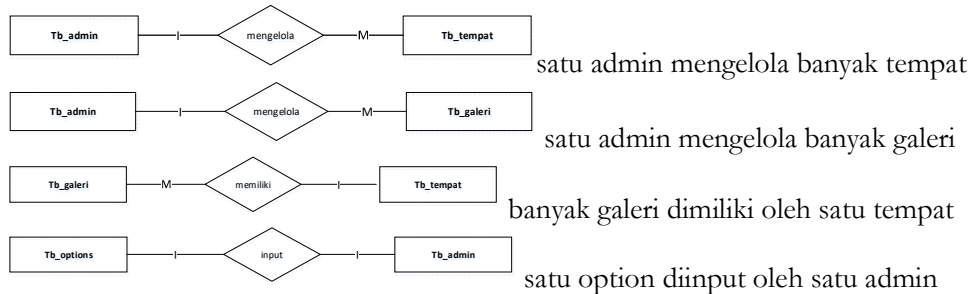 Tb_admin I mengelola M Tb_tempat
satu admin mengelola banyak tempat
Tb_admin I mengelola M Tb_galeri
satu admin mengelola banyak galeri
Tb_galeri M memiliki I Tb_tempat
banyak galeri dimiliki oleh satu tempat
Tb_options I input I Tb_admin
satu option diinput oleh satu admin